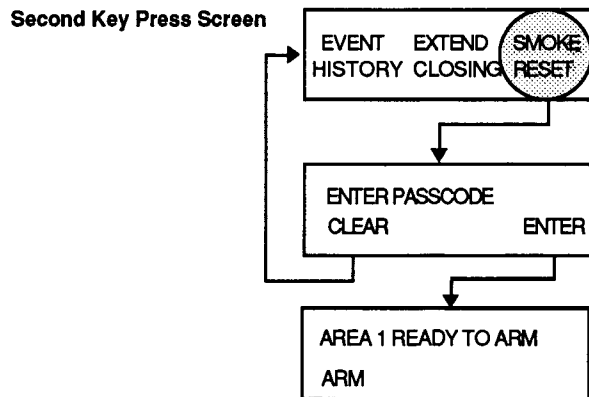 Second Key Press Screen
EVENT EXTEND SMOKE
HISTORY CLOSING RESET
ENTER PASSCODE
CLEAR ENTER
AREA 1 READY TO ARM
ARM